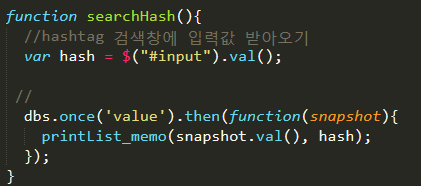 function searchHash(){
//hashtag 검색창에 입력값 받아오기
var hash = $("#input").val();
//
dbs.once('value').then(function(snapshot){
printList_memo(snapshot.val(), hash);
});
}